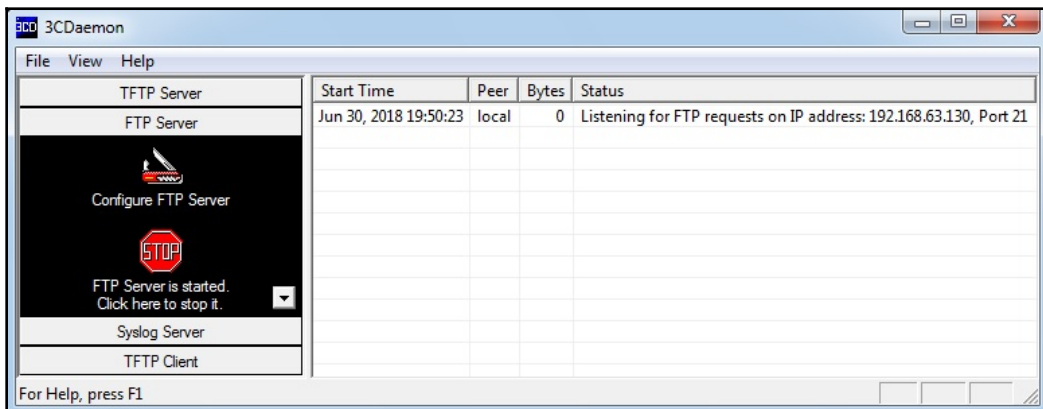 3CD 3CDaemon
File View Help
TFTP Server
FTP Server
Configure FTP Server
STOP
FTP Server is started.
Click here to stop it.
Syslog Server
TFTP Client
Start Time Peer Bytes Status
Jun 30, 2018 19:50:23 local 0 Listening for FTP requests on IP address: 192.168.63.130, Port 21
For Help, press F1